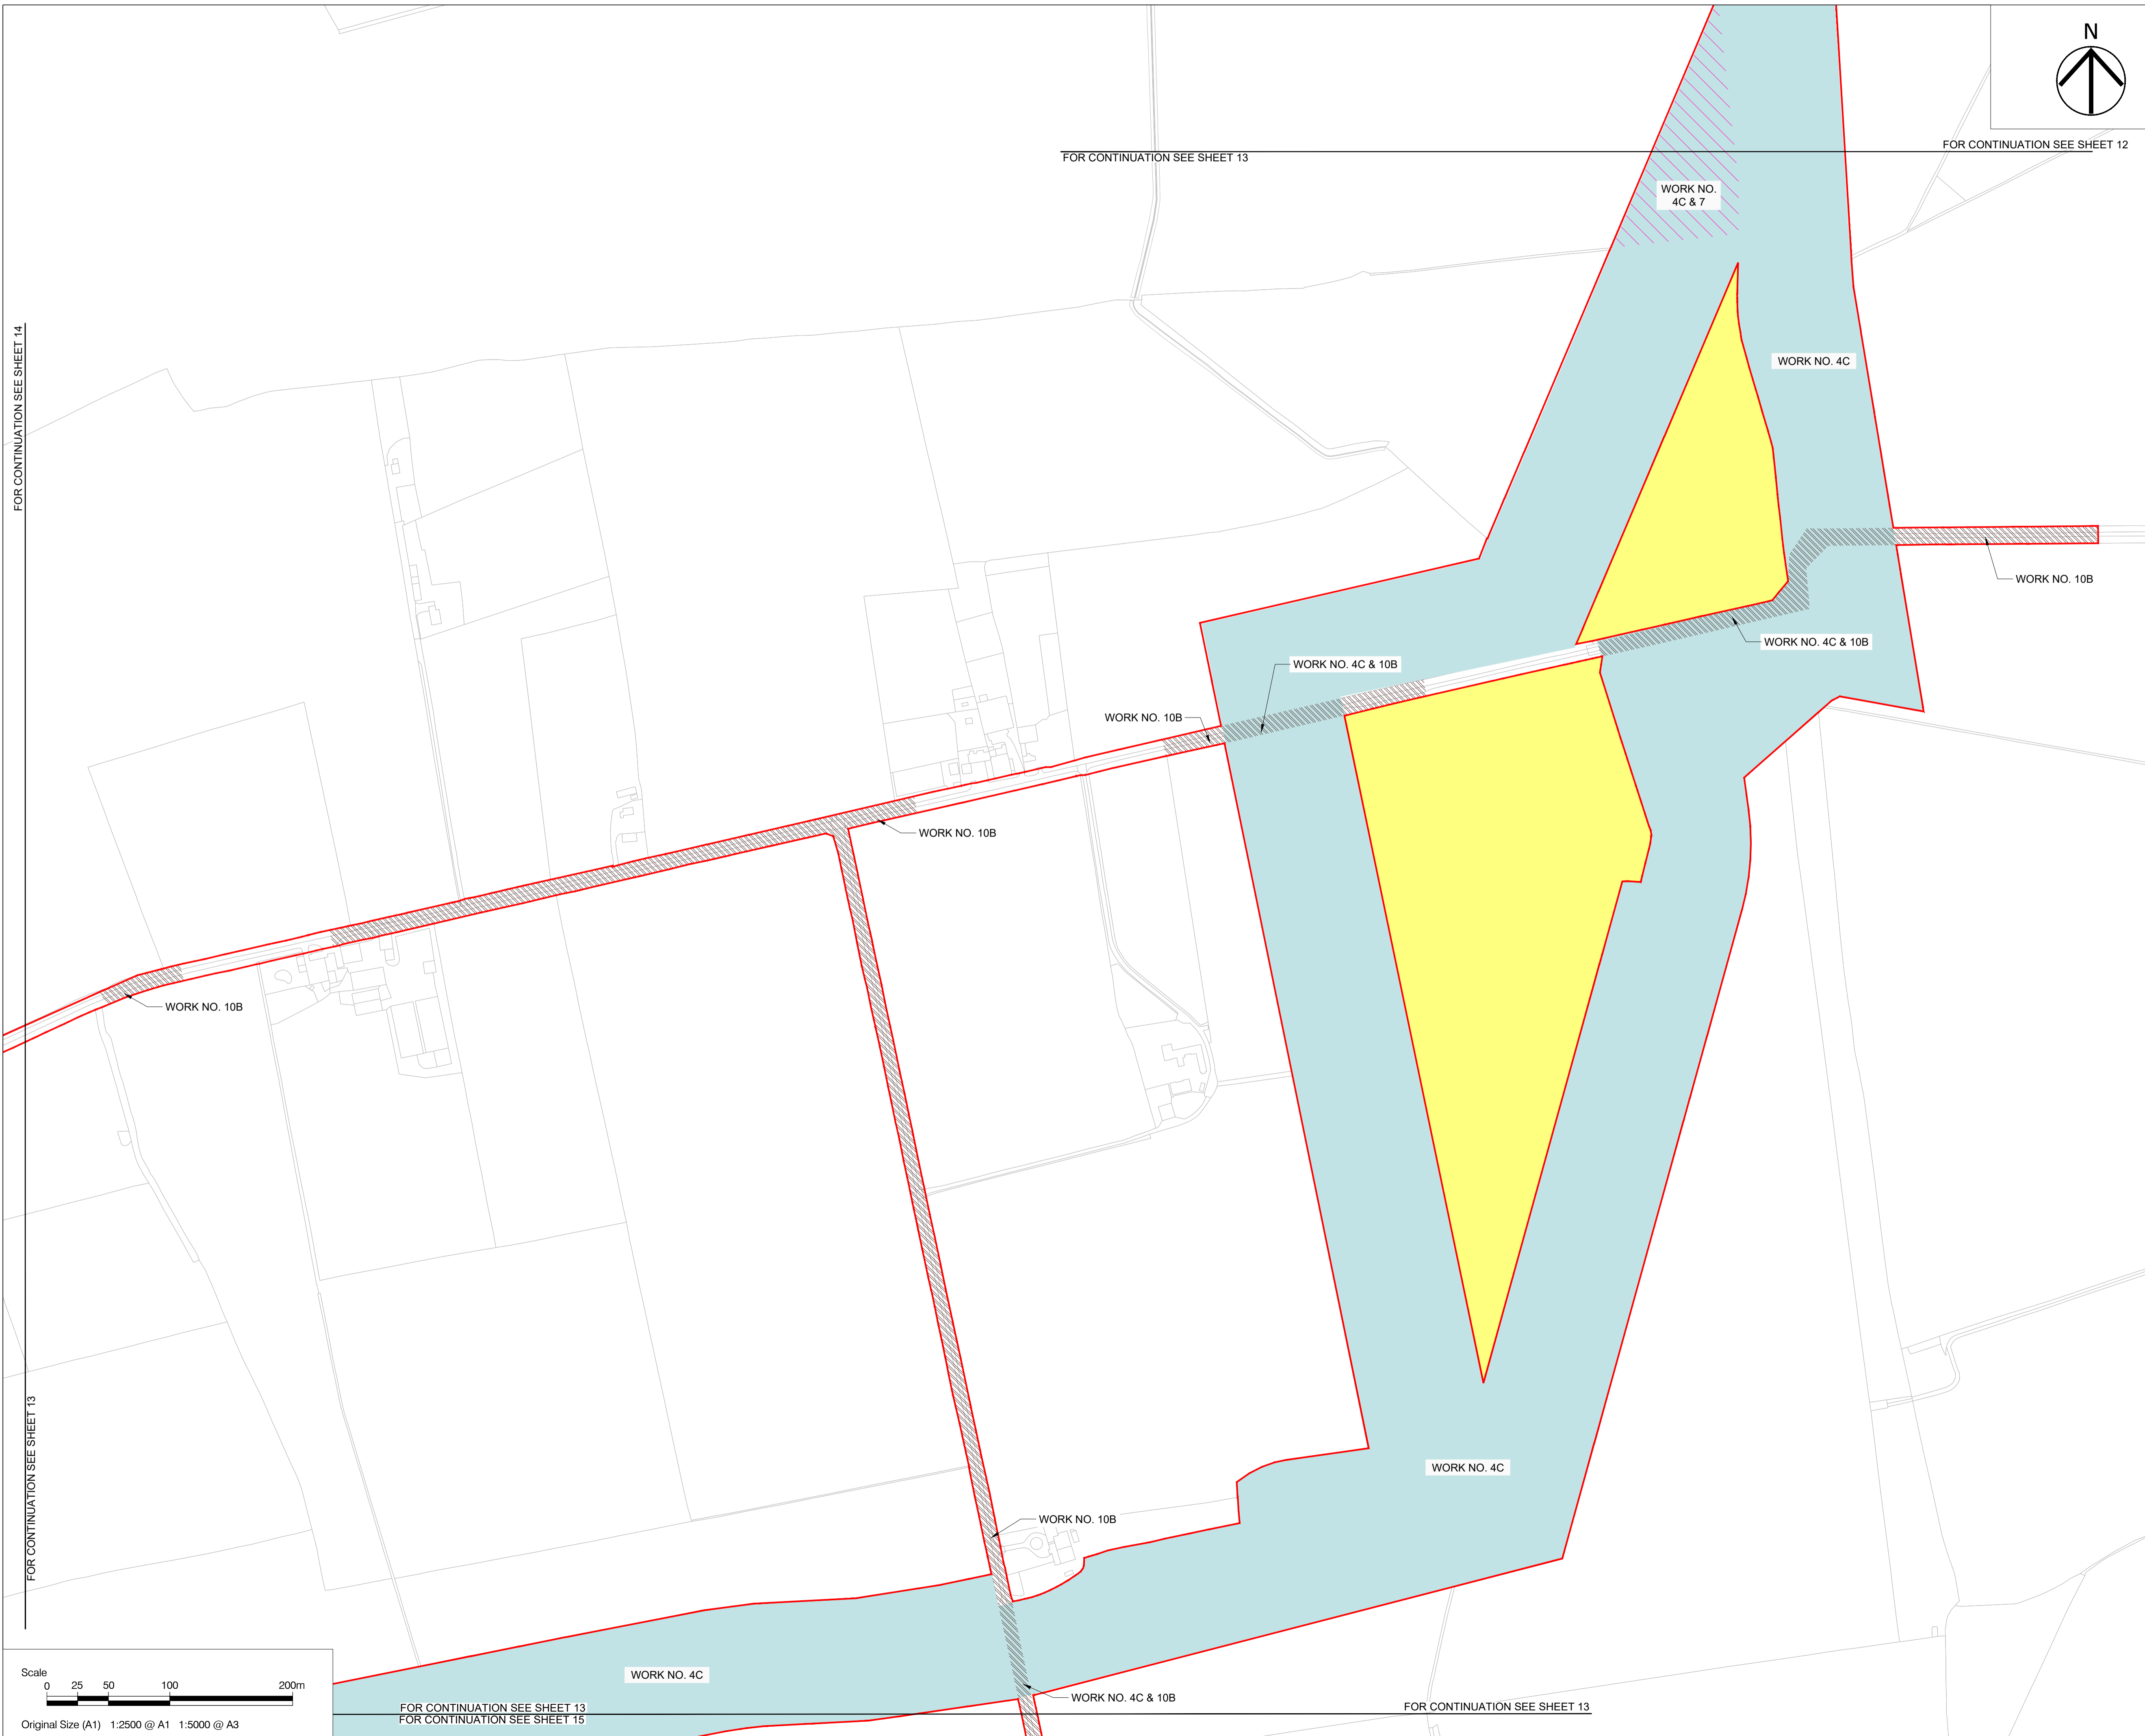 N
FOR CONTINUATION SEE SHEET 12
FOR CONTINUATION SEE SHEET 13
WORK NO.
4C & 7
FOR CONTINUATION SEE SHEET 14
WORK NO. 4C
WORK NO. 10B
WORK NO. 4C & 10B
WORK NO. 4C & 10B
WORK NO. 10B
WORK NO. 10B
WORK NO. 10B
FOR CONTINUATION SEE SHEET 13
WORK NO. 4C
WORK NO. 10B
WORK NO. 4C
WORK NO. 4C & 10B
FOR CONTINUATION SEE SHEET 13
FOR CONTINUATION SEE SHEET 15
FOR CONTINUATION SEE SHEET 13
Scale
0 25 50 100 200m
Original Size (A1) 1:2500 @ A1 1:5000 @ A3